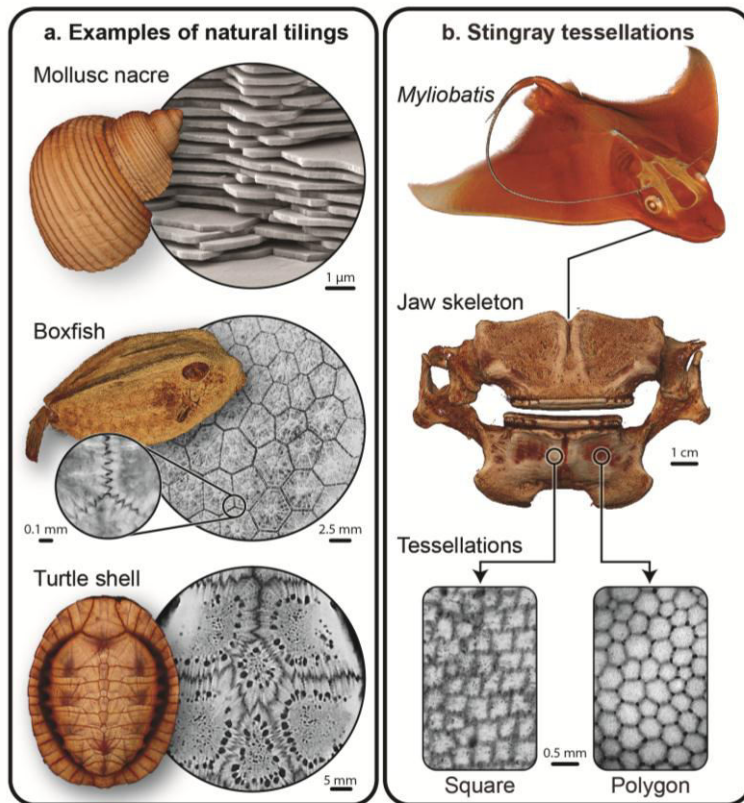 a. Examples of natural tilings
Mollusc nacre
1 µm
Boxfish
0.1 mm
2.5 mm
Turtle shell
5 mm
b. Stingray tessellations
Myliobatis
Jaw skeleton
1 cm
Tessellations
0.5 mm
Square
Polygon